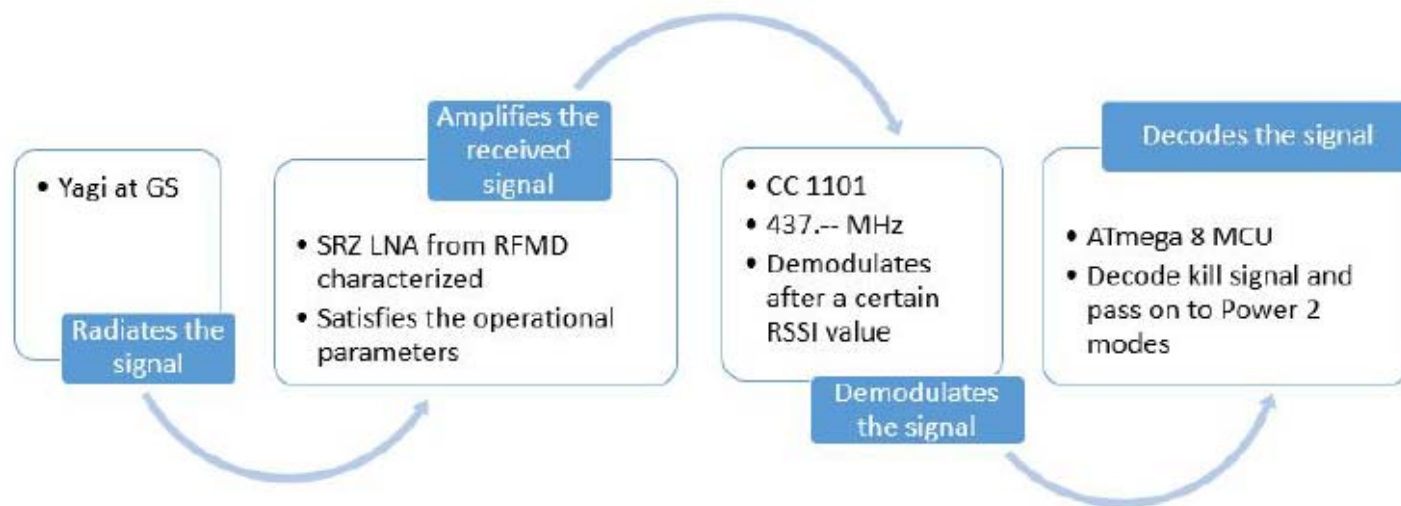 • Yagi at GS
Radiates the
signal
Amplifies the
received
signal
• SRZ LNA from RFMD
characterized
• Satisfies the operational
parameters
• CC 1101
• 437.-- MHz
• Demodulates
after a certain
RSSI value
Demodulates
the signal
Decodes the signal
• ATmega 8 MCU
• Decode kill signal and
pass on to Power 2
modes